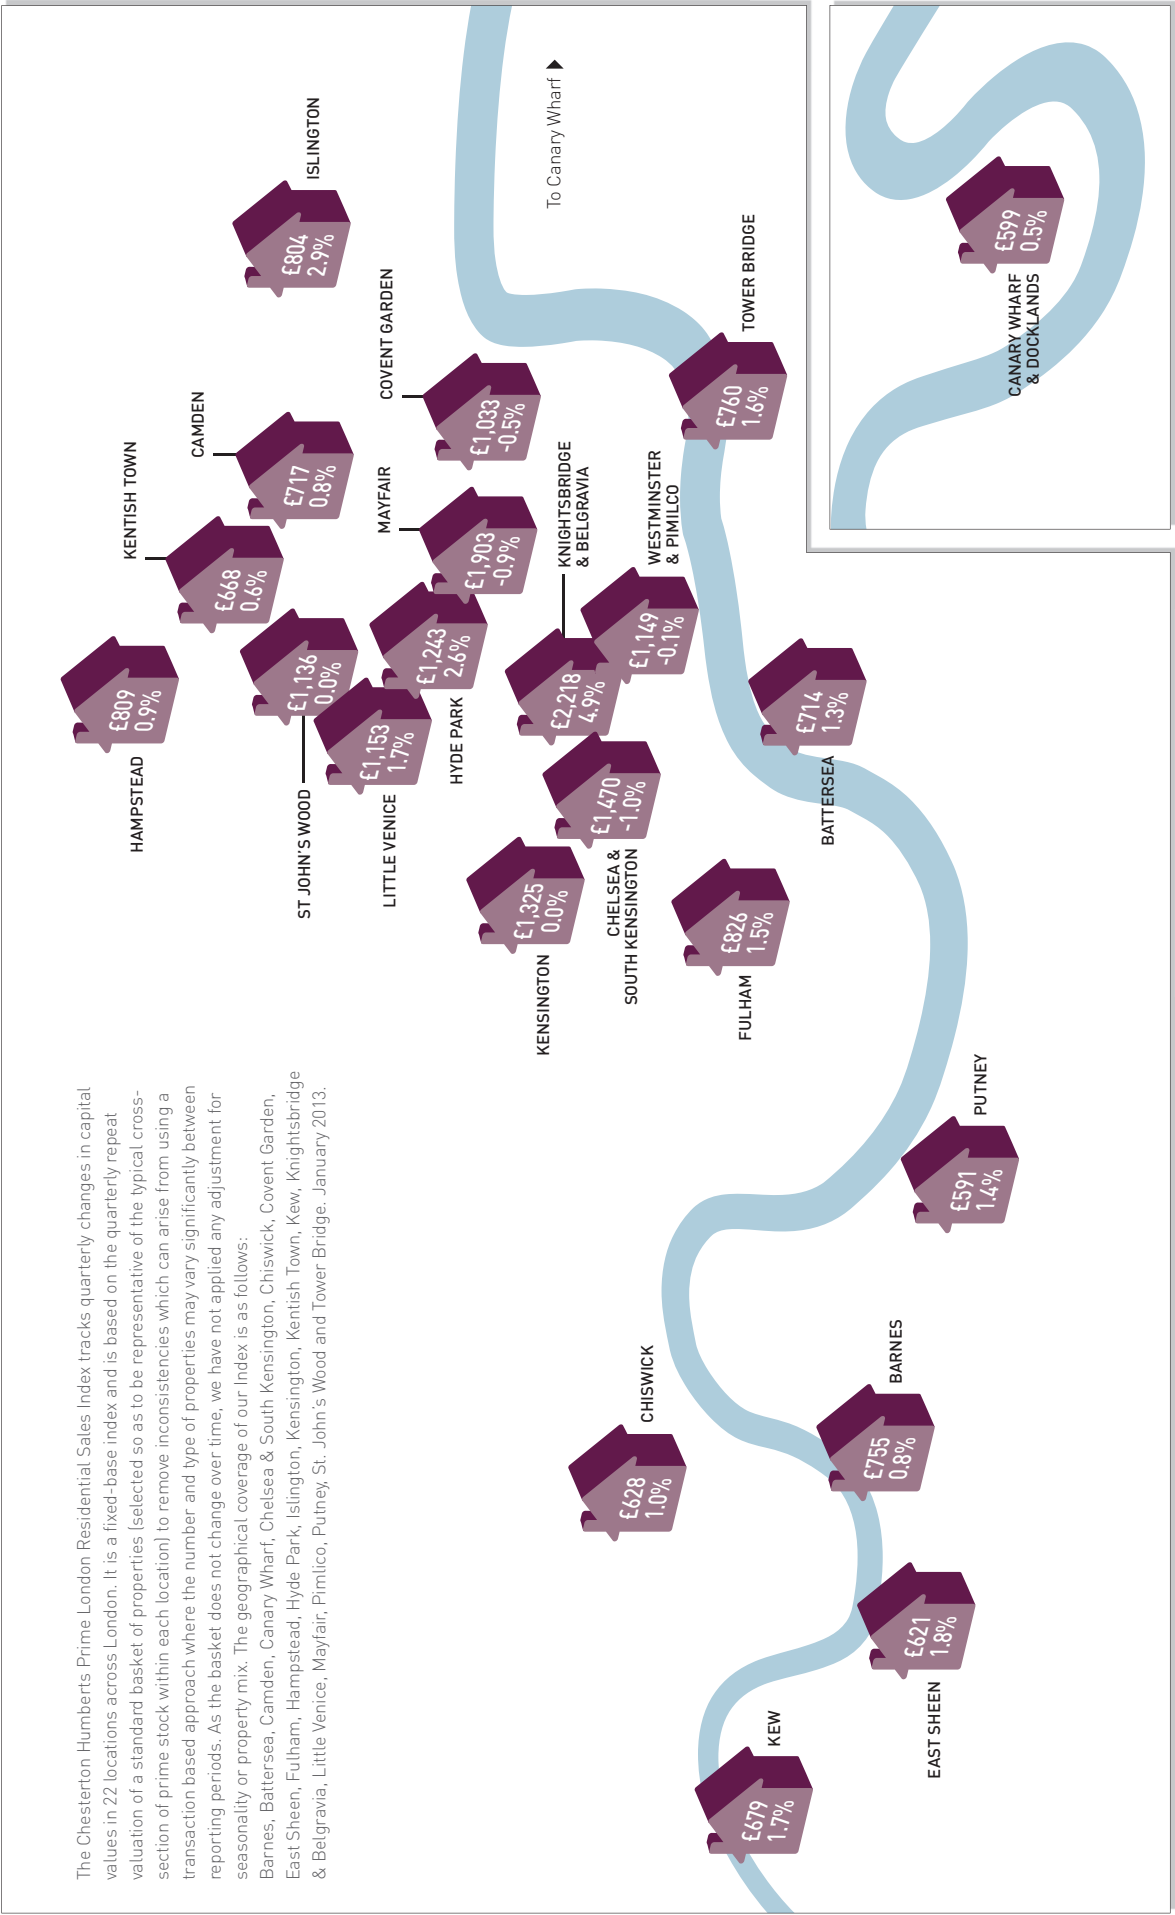 The Chesterton Humberts Prime London Residential Sales Index tracks quarterly changes in capital
values in 22 locations across London. It is a fixed-base index and is based on the quarterly repeat
valuation of a standard basket of properties (selected so as to be representative of the typical cross-
section of prime stock within each location) to remove inconsistencies which can arise from using a
transaction based approach where the number and type of properties may vary significantly between
reporting periods. As the basket does not change over time, we have not applied any adjustment for
seasonality or property mix. The geographical coverage of our Index is as follows:
Barnes, Battersea, Camden, Canary Wharf, Chelsea & South Kensington, Chiswick, Covent Garden,
East Sheen, Fulham, Hampstead, Hyde Park, Islington, Kensington, Kentish Town, Kew, Knightsbridge
& Belgravia, Little Venice, Mayfair, Pimlico, Putney, St. John's Wood and Tower Bridge. January 2013.
HAMPSTEAD
£809
0.9%
KENTISH TOWN
£668
0.6%
CAMDEN
£717
0.8%
ISLINGTON
£804
2.9%
ST JOHN'S WOOD
£1,136
0.0%
LITTLE VENICE
£1,153
1.7%
HYDE PARK
£1,243
2.6%
MAYFAIR
£1,903
-0.9%
COVENT GARDEN
£1,033
-0.5%
To Canary Wharf ▶
KENSINGTON
£1,325
0.0%
KNIGHTSBRIDGE
& BELGRAVIA
£2,218
4.9%
CHELSEA &
SOUTH KENSINGTON
£1,470
-1.0%
WESTMINSTER
& PIMILCO
£1,149
-0.1%
TOWER BRIDGE
£760
1.6%
CHISWICK
£628
1.0%
FULHAM
£826
1.5%
BATTERSEA
£714
1.3%
KEW
£679
1.7%
BARNES
£755
0.8%
EAST SHEEN
£621
1.8%
PUTNEY
£591
1.4%
CANARY WHARF
& DOCKLANDS
£599
0.5%